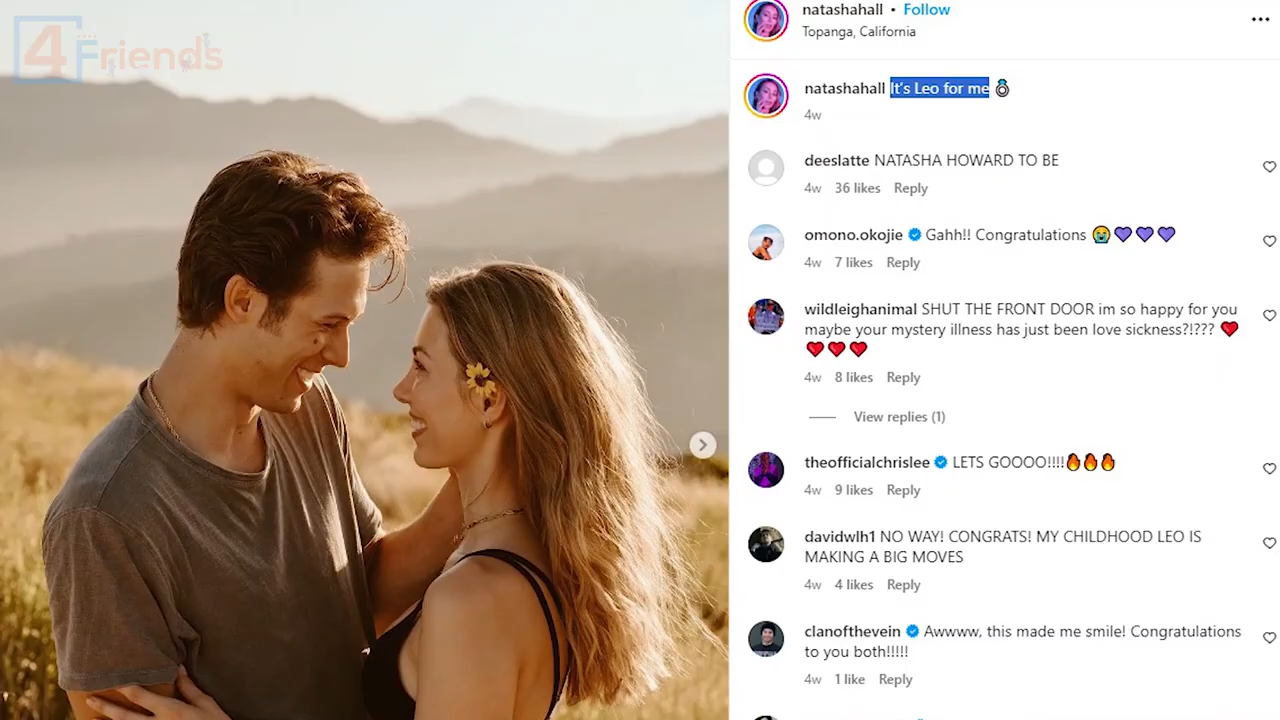 4Friends
natashahall • Follow
Topanga, California
natashahall It's Leo for me 💍
4w
deeslatte NATASHA HOWARD TO BE
4w 36 likes Reply
omono.okojie Gahh!! Congratulations 😭💜💜💜
4w 7 likes Reply
wildleighanimal SHUT THE FRONT DOOR im so happy for you
maybe your mystery illness has just been love sickness?!??? ❤️
❤️❤️❤️
4w 8 likes Reply
View replies (1)
theofficialchrislee LETS GOOOO!!!!🔥🔥🔥
4w 9 likes Reply
davidwlh1 NO WAY! CONGRATS! MY CHILDHOOD LEO IS
MAKING A BIG MOVES
4w 4 likes Reply
clanofthevein Awwww, this made me smile! Congratulations
to you both!!!!!
4w 1 like Reply